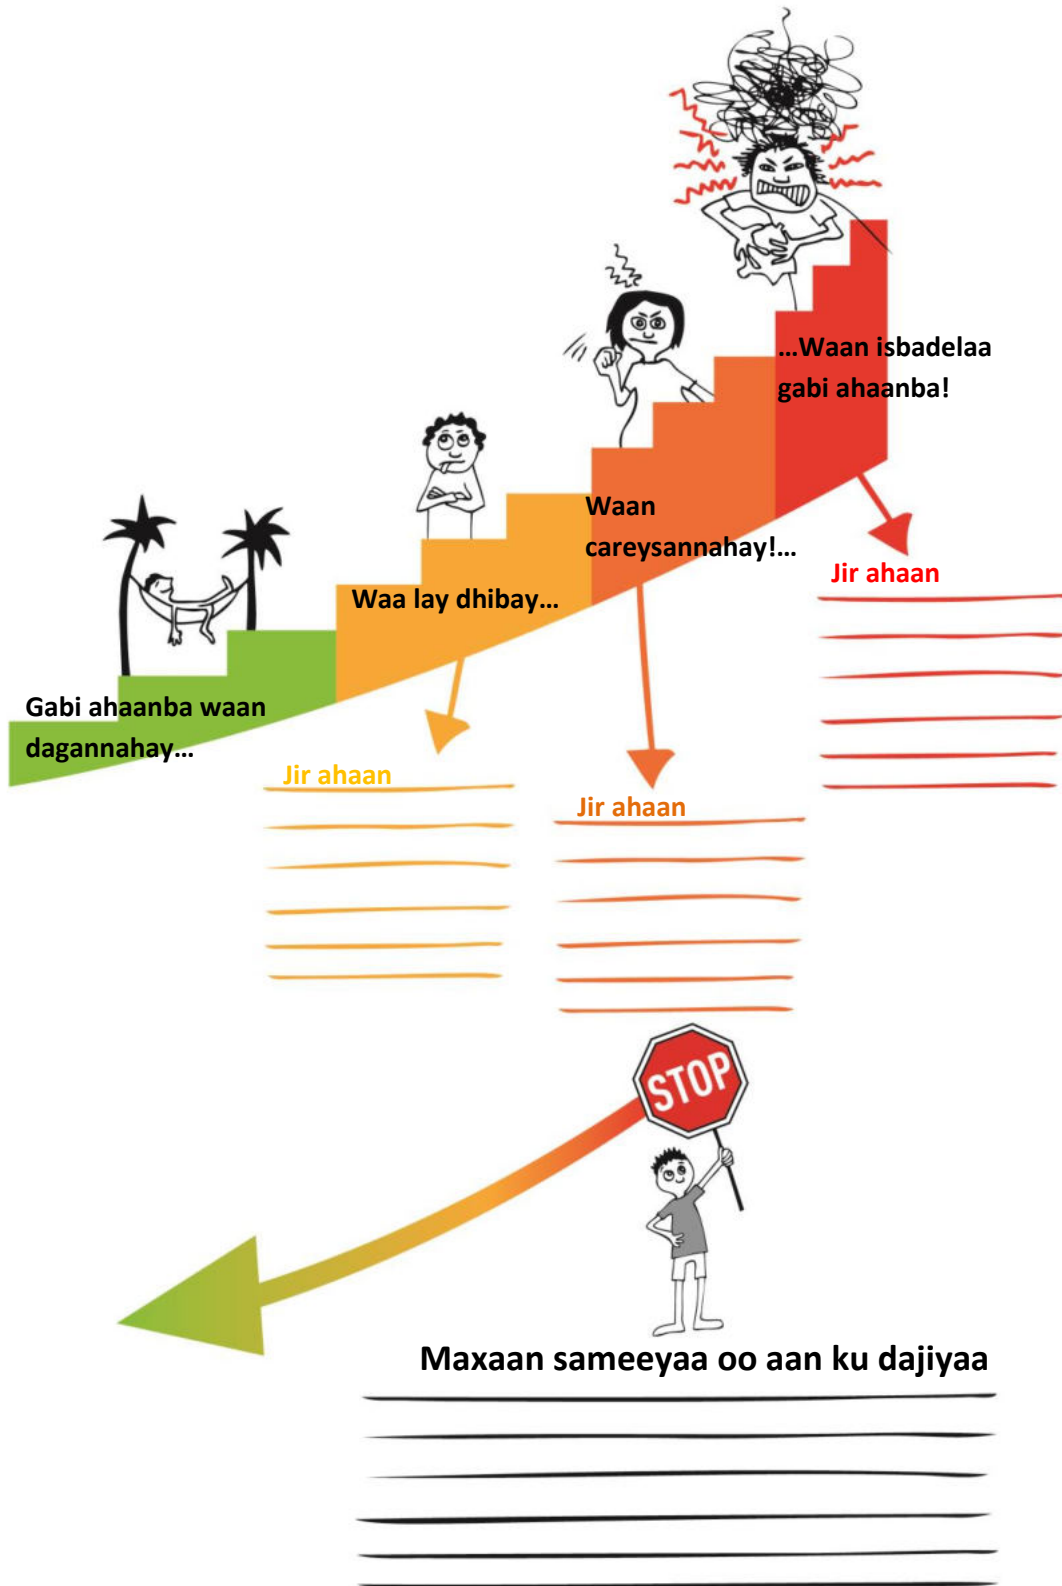 ...Waan isbadelaa
gabi ahaanba!
Waan
careysannahay!...
Jir ahaan
Waa lay dhibay...
Gabi ahaanba waan
dagannahay...
Jir ahaan
Jir ahaan
STOP
Maxaan sameeyaa oo aan ku dajiyaa